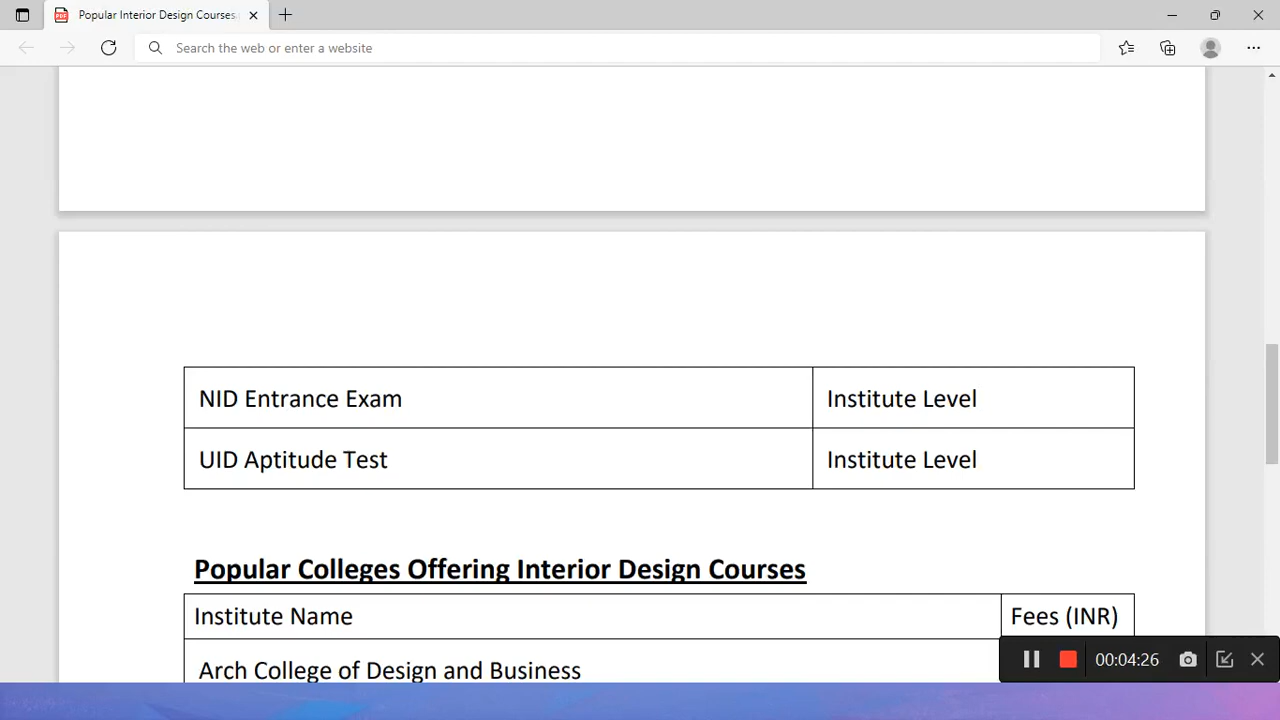 Popular Interior Design Courses
Search the web or enter a website
NID Entrance Exam Institute Level
UID Aptitude Test Institute Level
Popular Colleges Offering Interior Design Courses
Institute Name Fees (INR)
Arch College of Design and Business
00:04:26